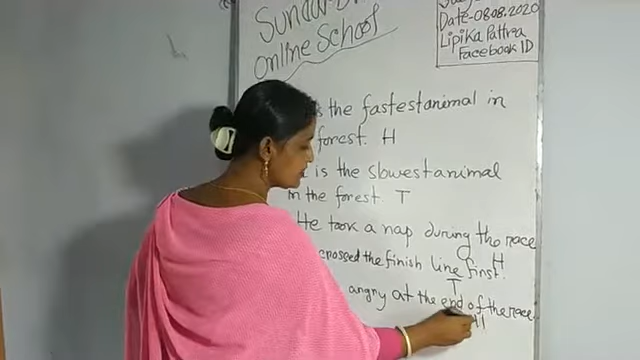 Online School
Date-08.08.2020
Lipika Pattra
Facebook ID
s the fastest animal in
forest. H
is the slowest animal
in the forest. T
He took a nap during the race
H
crossed the finish line first.
T
angry at the end of the race.
H